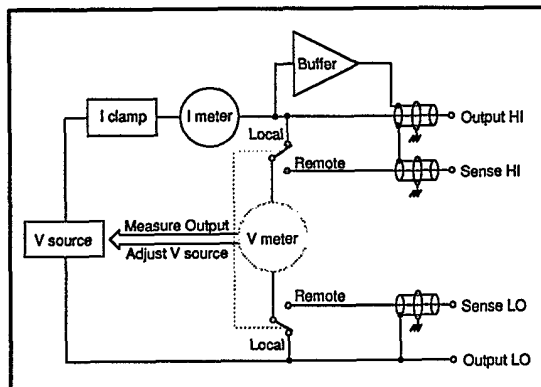 Buffer
I clamp
I meter
Output HI
Local
Remote
Sense HI
V source
Measure Output
Adjust V source
V meter
Remote
Sense LO
Local
Output LO